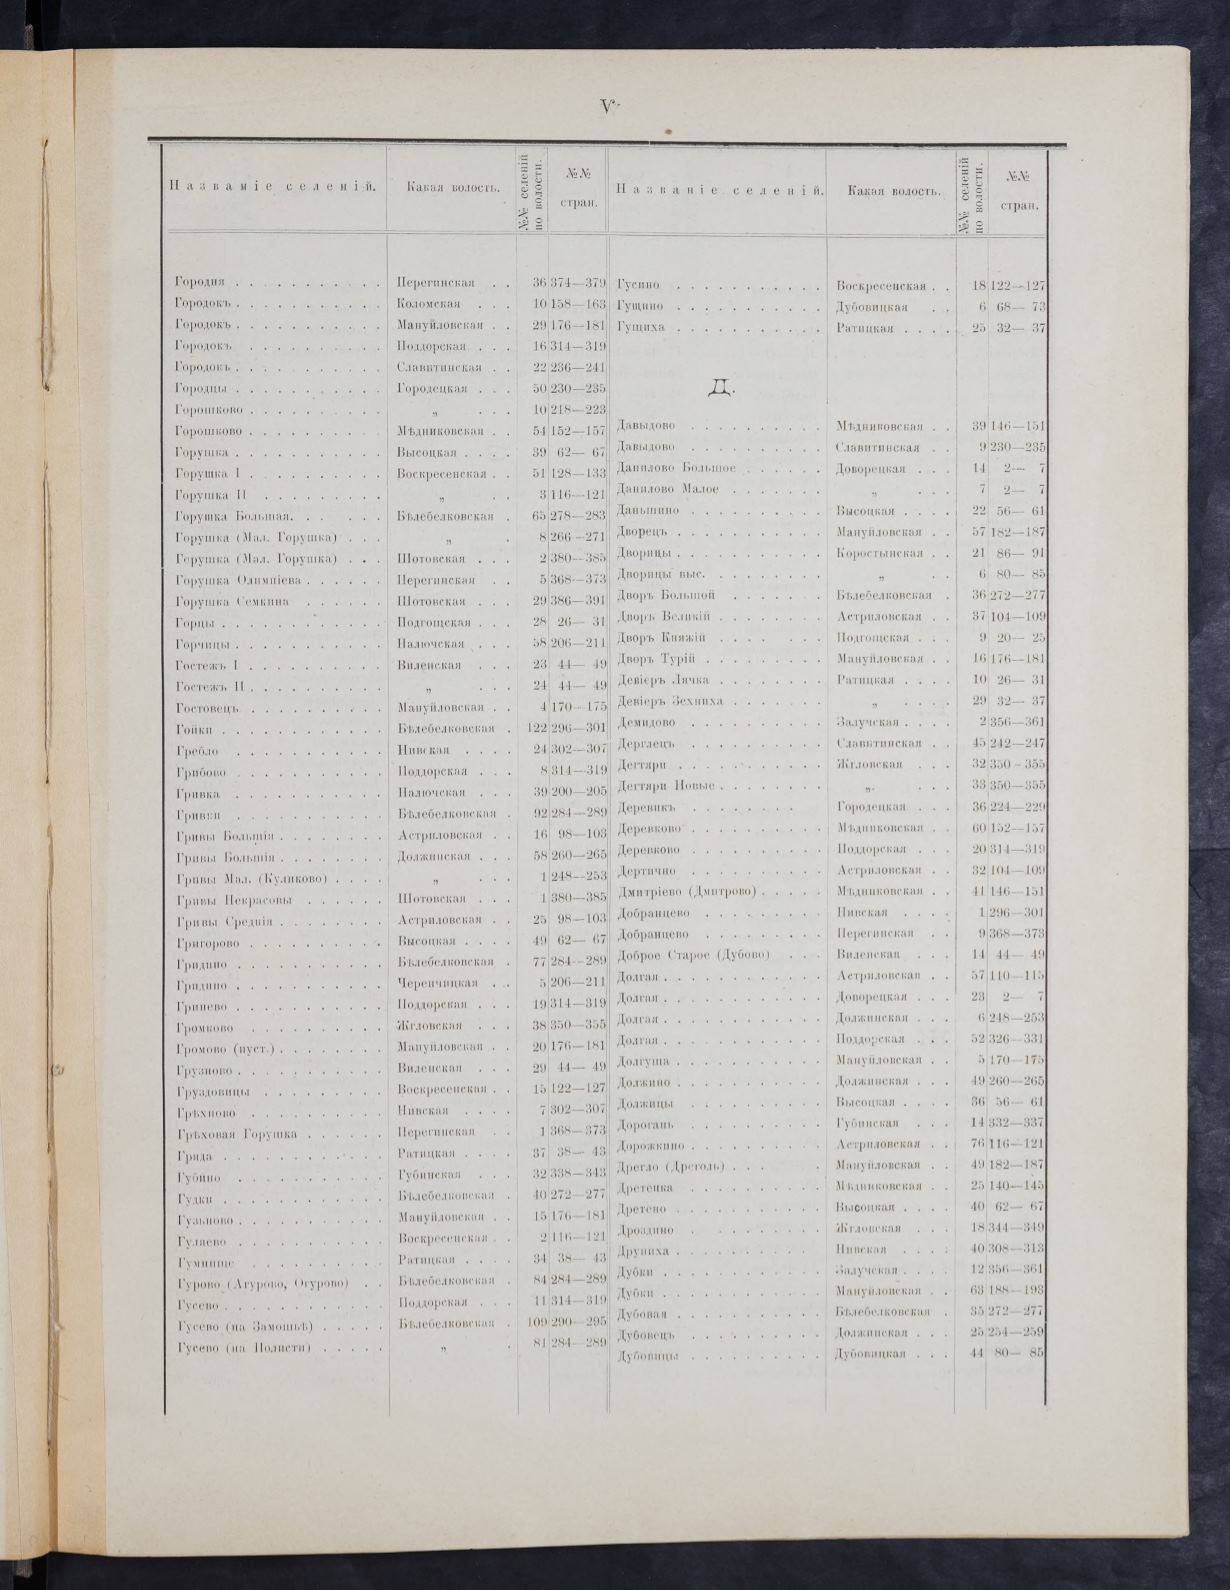 V
Названіе селеній. Какая волость. №№ селеній по волости. №№ стран.
Городня Перегинская 36 374—379
Городокъ Коломская 10 158—163
Городокъ Мануйловская 29 176—181
Городокъ Поддорская 16 314—319
Городокъ Славитинская 22 236—241
Городцы Городецкая 50 230—235
Горошково „ 10 218—223
Горошково Мѣдниковская 54 152—157
Горушка Высоцкая 39 62—67
Горушка I Воскресенская 51 128—133
Горушка II „ 3 116—121
Горушка Большая. Бѣлебелковская 65 278—283
Горушка (Мал. Горушка) „ 8 266—271
Горушка (Мал. Горушка) Шотовская 2 380—385
Горушка Олимпіева Перегинская 5 368—373
Горушка Семкина Шотовская 29 386—391
Горцы Подгощская 28 26—31
Горчицы Налючская 58 206—211
Гостежъ I Виленская 23 44—49
Гостежъ II „ 24 44—49
Гостовецъ Мануйловская 4 170—175
Гойки Бѣлебелковская 122 296—301
Гребло Нивская 24 302—307
Грибово Поддорская 8 314—319
Гривка Налючская 39 200—205
Гривки Бѣлебелковская 92 284—289
Гривы Большія Астриловская 16 98—103
Гривы Большія Должинская 58 260—265
Гривы Мал. (Куликово) „ 1 248—253
Гривы Некрасовы Шотовская 1 380—385
Гривы Среднія Астриловская 25 98—103
Григорово Высоцкая 49 62—67
Гридино Бѣлебелковская 77 284—289
Гридино Черенчицкая 5 206—211
Гринево Поддорская 19 314—319
Громково Жгловская 38 350—355
Громово (пуст.) Мануйловская 20 176—181
Грузново Виленская 29 44—49
Груздовицы Воскресенская 15 122—127
Грѣхново Нивская 7 302—307
Грѣховая Горушка Перегинская 1 368—373
Грида Ратицкая 37 38—43
Губино Губинская 32 338—343
Гудки Бѣлебелковская 40 272—277
Гузьново Мануйловская 15 176—181
Гуляево Воскресенская 2 116—121
Гумнище Ратицкая 34 38—43
Гурово (Агурово, Огурово) Бѣлебелковская 84 284—289
Гусево Поддорская 11 314—319
Гусево (на Замошьѣ) Бѣлебелковская 109 290—295
Гусево (на Полисти) „ 81 284—289
Названіе селеній. Какая волость. №№ селеній по волости. №№ стран.
Гусино Воскресенская 18 122—127
Гущино Дубовицкая 6 68—73
Гущиха Ратицкая 25 32—37
Д.
Давыдово Мѣдниковская 39 146—151
Давыдово Славитинская 9 230—235
Данилово Большое Доворецкая 14 2—7
Данилово Малое „ 7 2—7
Даньшино Высоцкая 22 56—61
Дворецъ Мануйловская 57 182—187
Дворицы Коростынская 21 86—91
Дворицы выс. „ 6 80—85
Дворъ Большой Бѣлебелковская 36 272—277
Дворъ Великій Астриловская 37 104—109
Дворъ Княжій Подгощская 9 20—25
Дворъ Турій Мануйловская 16 176—181
Девіеръ Лячка Ратицкая 10 26—31
Девіеръ Зехниха „ 29 32—37
Демидово Залучская 2 356—361
Дерглецъ Славитинская 45 242—247
Дегтяри Жгловская 32 350—355
Дегтяри Новые „ 33 350—355
Деревикъ Городецкая 36 224—229
Деревково Мѣдниковская 60 152—157
Деревково Поддорская 20 314—319
Дертично Астриловская 32 104—109
Дмитріево (Дмитрово) Мѣдниковская 41 146—151
Добранцево Нивская 1 296—301
Добранцево Перегинская 9 368—373
Доброе Старое (Дубово) Виленская 14 44—49
Долгая Астриловская 57 110—115
Долгая Доворецкая 23 2—7
Долгая Должинская 6 248—253
Долгая Поддорская 52 326—331
Долгуша Мануйловская 5 170—175
Должино Должинская 49 260—265
Должицы Высоцкая 36 56—61
Дорогань Губинская 14 332—337
Дорожкино Астриловская 76 116—121
Дрегло (Дреголь) Мануйловская 49 182—187
Дретенка Мѣдниковская 25 140—145
Дретено Высоцкая 40 62—67
Дроздино Жгловская 18 344—349
Друниха Нивская 40 308—313
Дубки Залучская 12 356—361
Дубки Мануйловская 63 188—193
Дубовая Бѣлебелковская 35 272—277
Дубовецъ Должинская 25 254—259
Дубовицы Дубовицкая 44 80—85